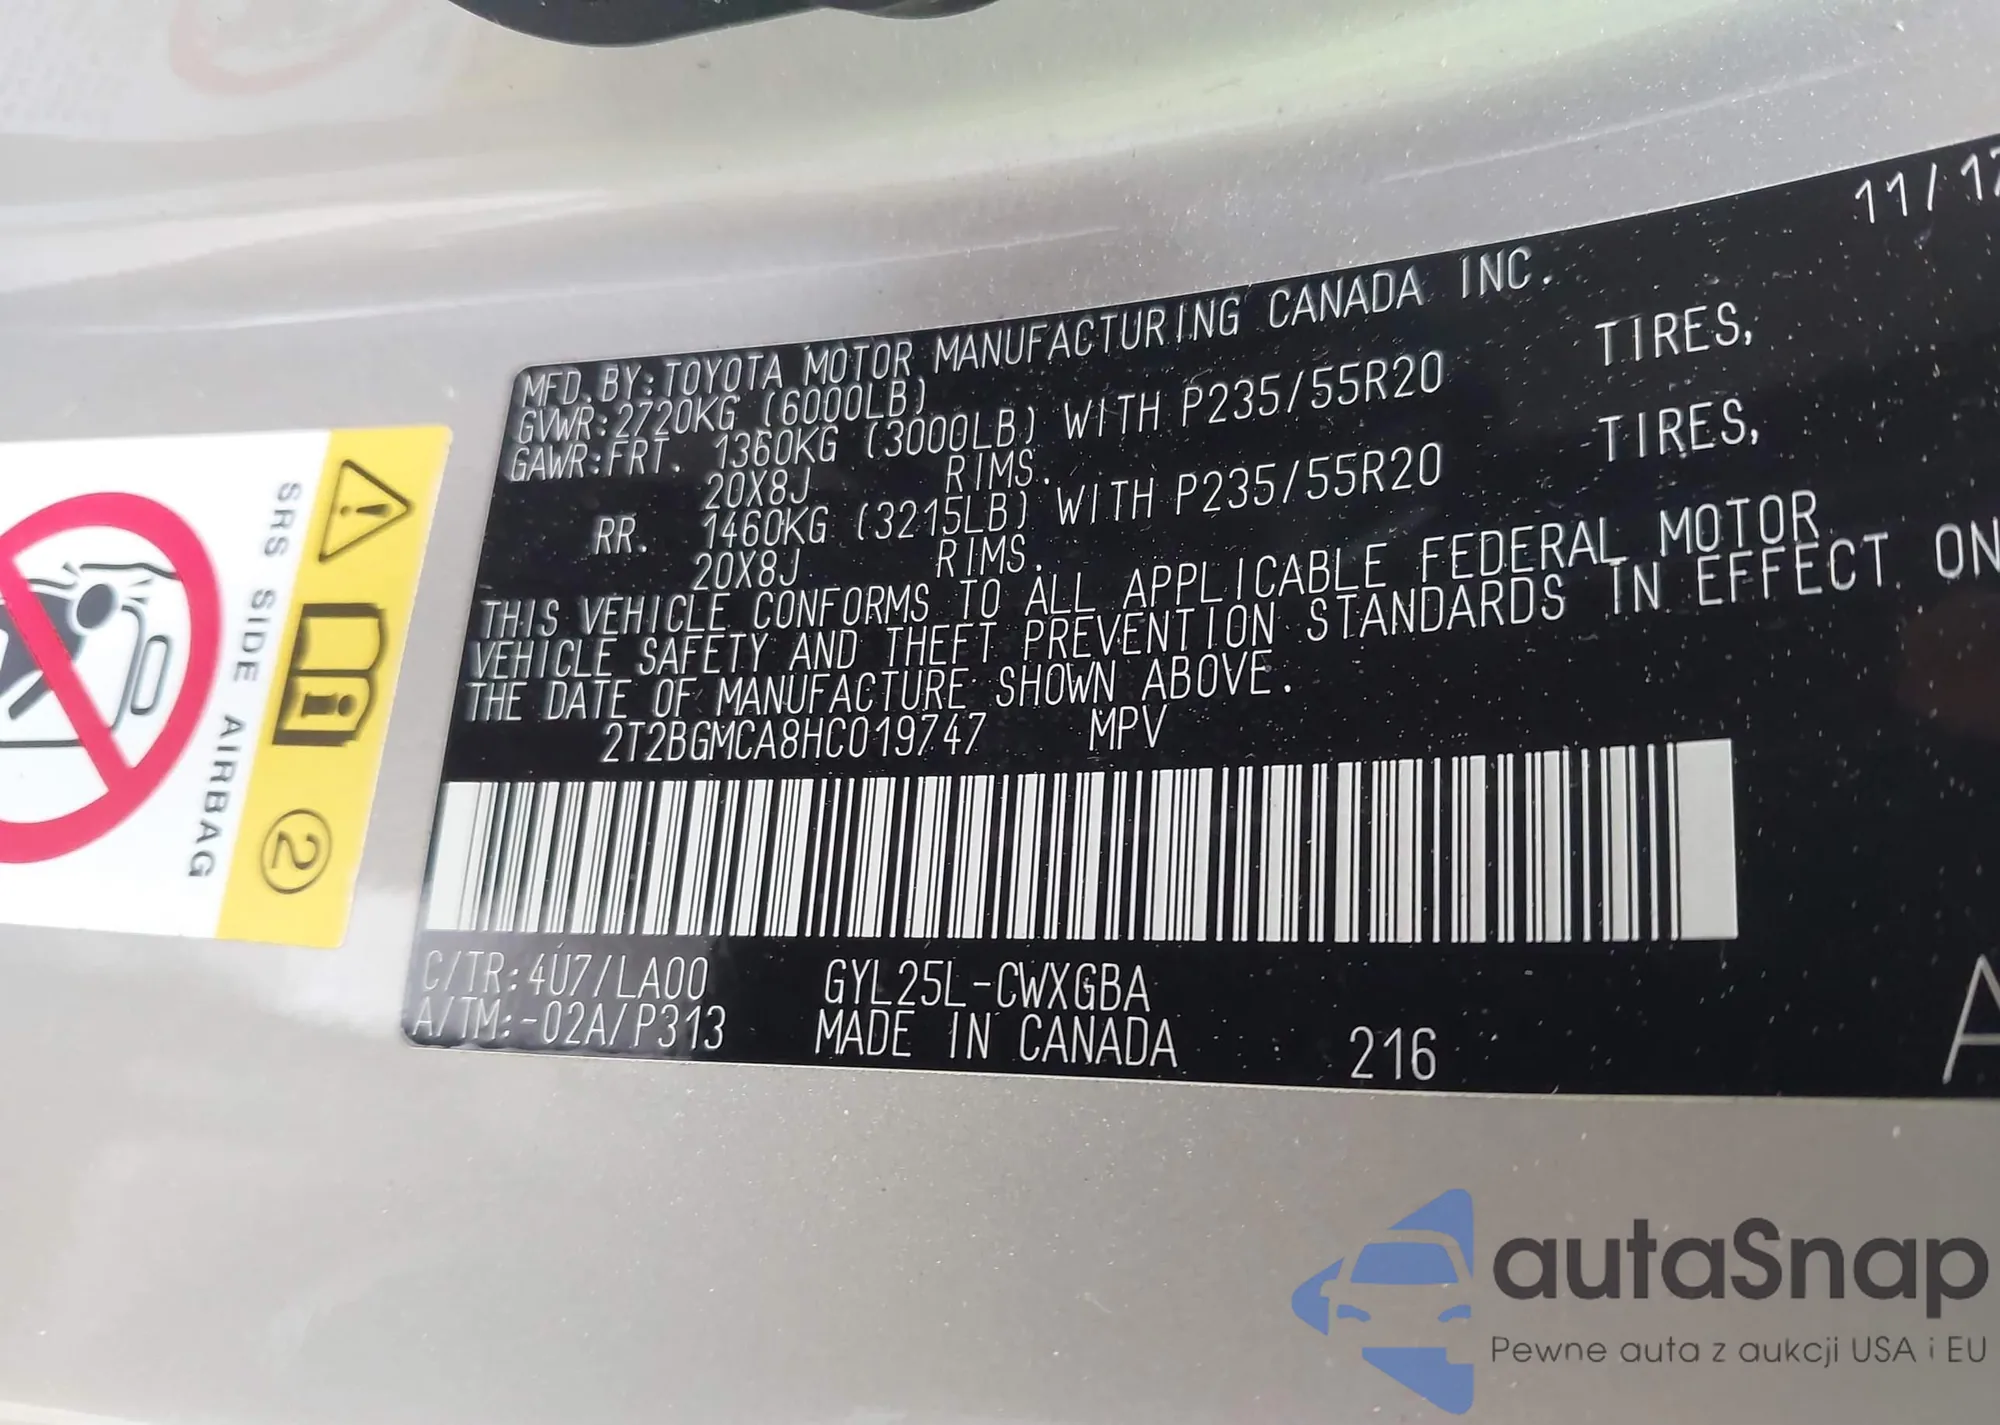 11/17
MFD.BY:TOYOTA MOTOR MANUFACTURING CANADA INC.
GVWR:2720KG (6000LB)
GAWR:FRT. 1360KG (3000LB) WITH P235/55R20 TIRES,
20X8J RIMS.
RR. 1460KG (3215LB) WITH P235/55R20 TIRES,
20X8J RIMS.
THIS VEHICLE CONFORMS TO ALL APPLICABLE FEDERAL MOTOR
VEHICLE SAFETY AND THEFT PREVENTION STANDARDS IN EFFECT ON
THE DATE OF MANUFACTURE SHOWN ABOVE.
2T2BGMCA8HC019747 MPV
C/TR:4U7/LA00 GYL25L-CWXGBA
A/TM:-02A/P313 MADE IN CANADA 216
A
SRS SIDE AIRBAG
2
autaSnap
Pewne auta z aukcji USA i EU